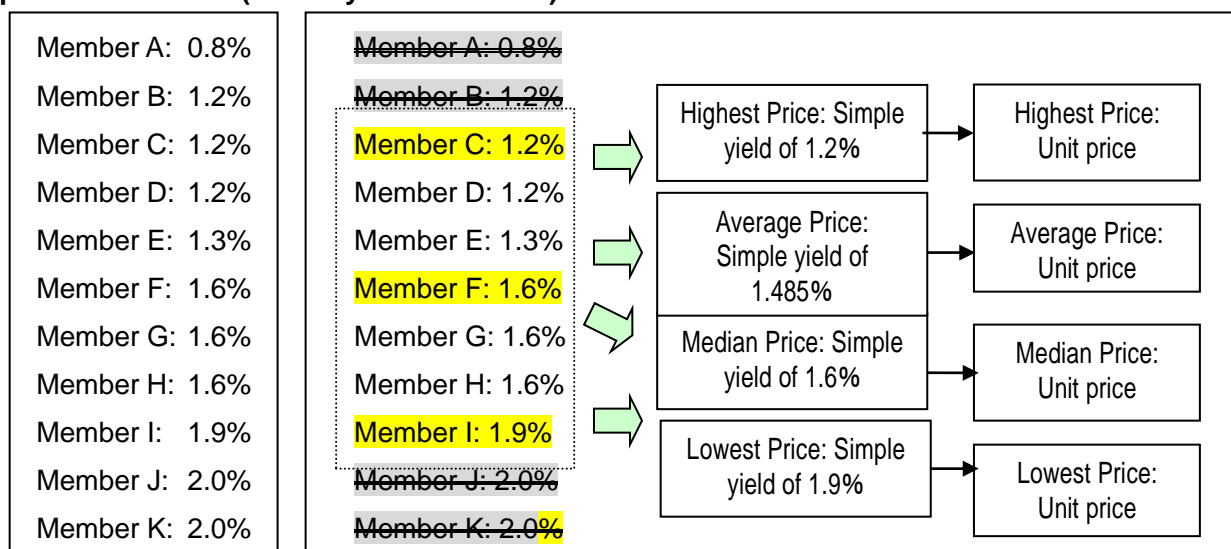 Member A: 0.8%
Member B: 1.2%
Member C: 1.2%
Member D: 1.2%
Member E: 1.3%
Member F: 1.6%
Member G: 1.6%
Member H: 1.6%
Member I: 1.9%
Member J: 2.0%
Member K: 2.0%
Member A: 0.8%
Member B: 1.2%
Member C: 1.2%
Member D: 1.2%
Member E: 1.3%
Member F: 1.6%
Member G: 1.6%
Member H: 1.6%
Member I: 1.9%
Member J: 2.0%
Member K: 2.0%
Highest Price: Simple
yield of 1.2%
Highest Price:
Unit price
Average Price:
Simple yield of
1.485%
Average Price:
Unit price
Median Price: Simple
yield of 1.6%
Median Price:
Unit price
Lowest Price: Simple
yield of 1.9%
Lowest Price:
Unit price